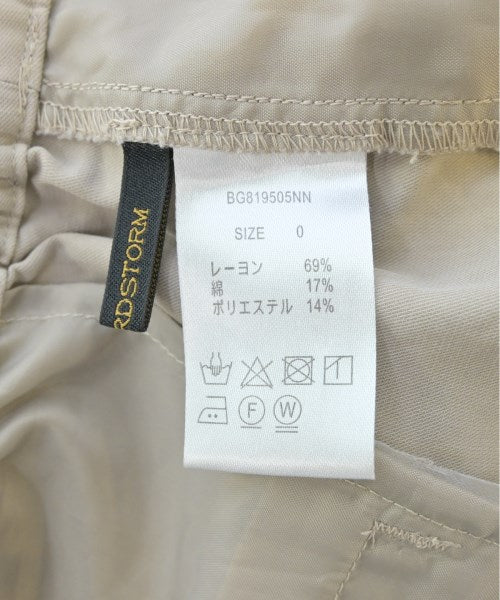 RDSTORM
BG819505NN
SIZE 0
レーヨン 69%
綿 17%
ポリエステル 14%
F W